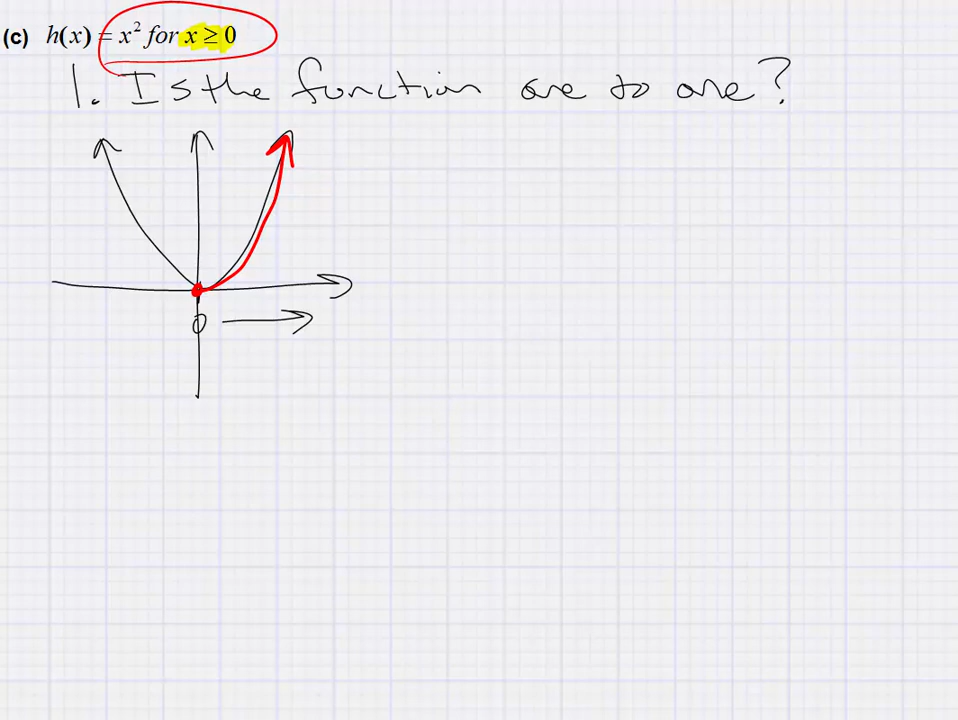 (c) h(x) = x² for x ≥ 0
1. Is the function one to one?
0